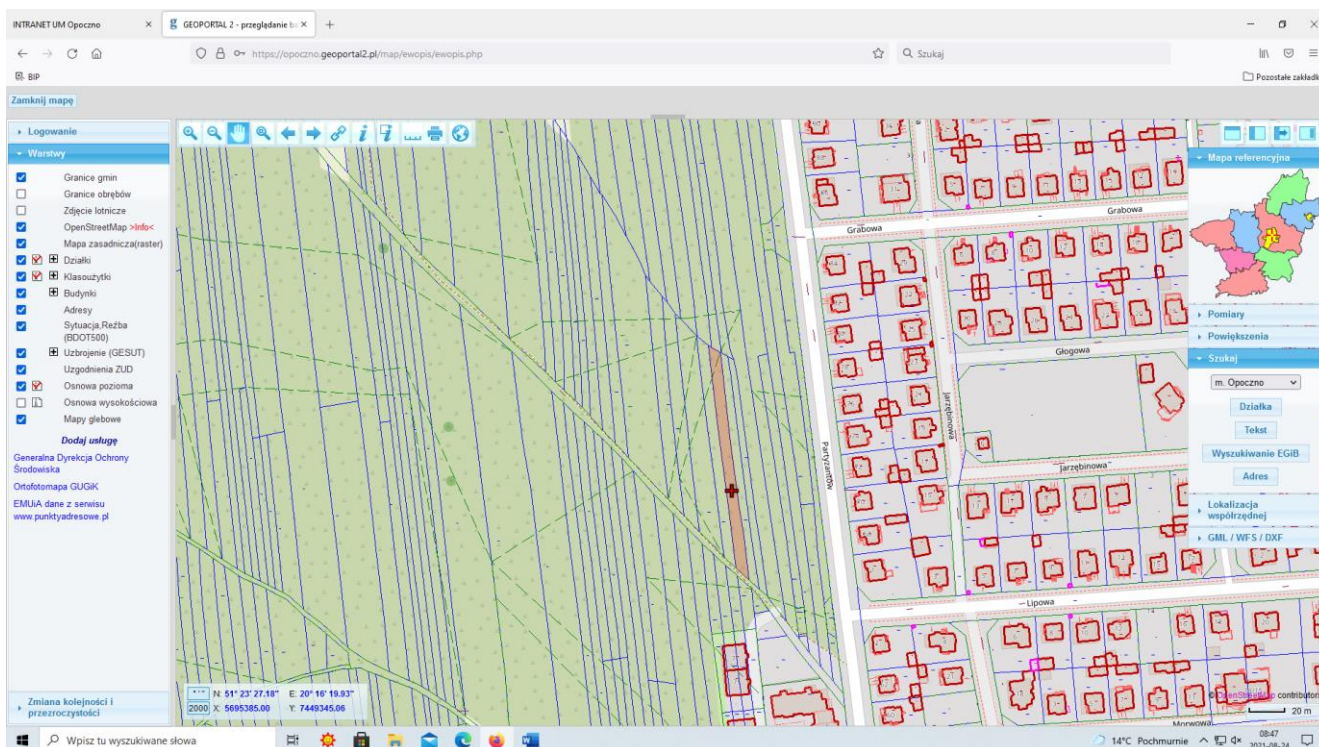 INTRANET UM Opoczno
GEOPORTAL 2 - przeglądanie ba
https://opoczno.geoportal2.pl/map/ewopis/ewopis.php
Szukaj
BIP
Pozostałe zakładki
Zamknij mapę
Logowanie
Warstwy
Granice gmin
Granice obrębów
Zdjęcie lotnicze
OpenStreetMap >Info<
Mapa zasadnicza(raster)
Działki
Klasoużytki
Budynki
Adresy
Sytuacja,Reźba
(BDOT500)
Uzbrojenie (GESUT)
Uzgodnienia ZUD
Osnowa pozioma
Osnowa wysokościowa
Mapy glebowe
Dodaj usługę
Generalna Dyrekcja Ochrony
Środowiska
Ortofotomapa GUGiK
EMUiA dane z serwisu
www.punktyadresowe.pl
Zmiana kolejności i
przezroczystości
Grabowa
Grabowa
Głogowa
Jarzębinowa
Partyzantów
Jarzębinowa
Lipowa
Morwowa
2000
N: 51° 23' 27.18" E: 20° 16' 19.93"
X: 5695385.00 Y: 7449345.06
Mapa referencyjna
Pomiary
Powiększenia
Szukaj
m. Opoczno
Działka
Tekst
Wyszukiwanie EGiB
Adres
Lokalizacja
współrzędnej
GML / WFS / DXF
© OpenStreetMap contributors
20 m
Wpisz tu wyszukiwane słowa
14°C Pochmurnie
08:47
2021-08-24